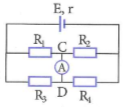 E, r
R₁ C R₂
A
R₃ D R₄